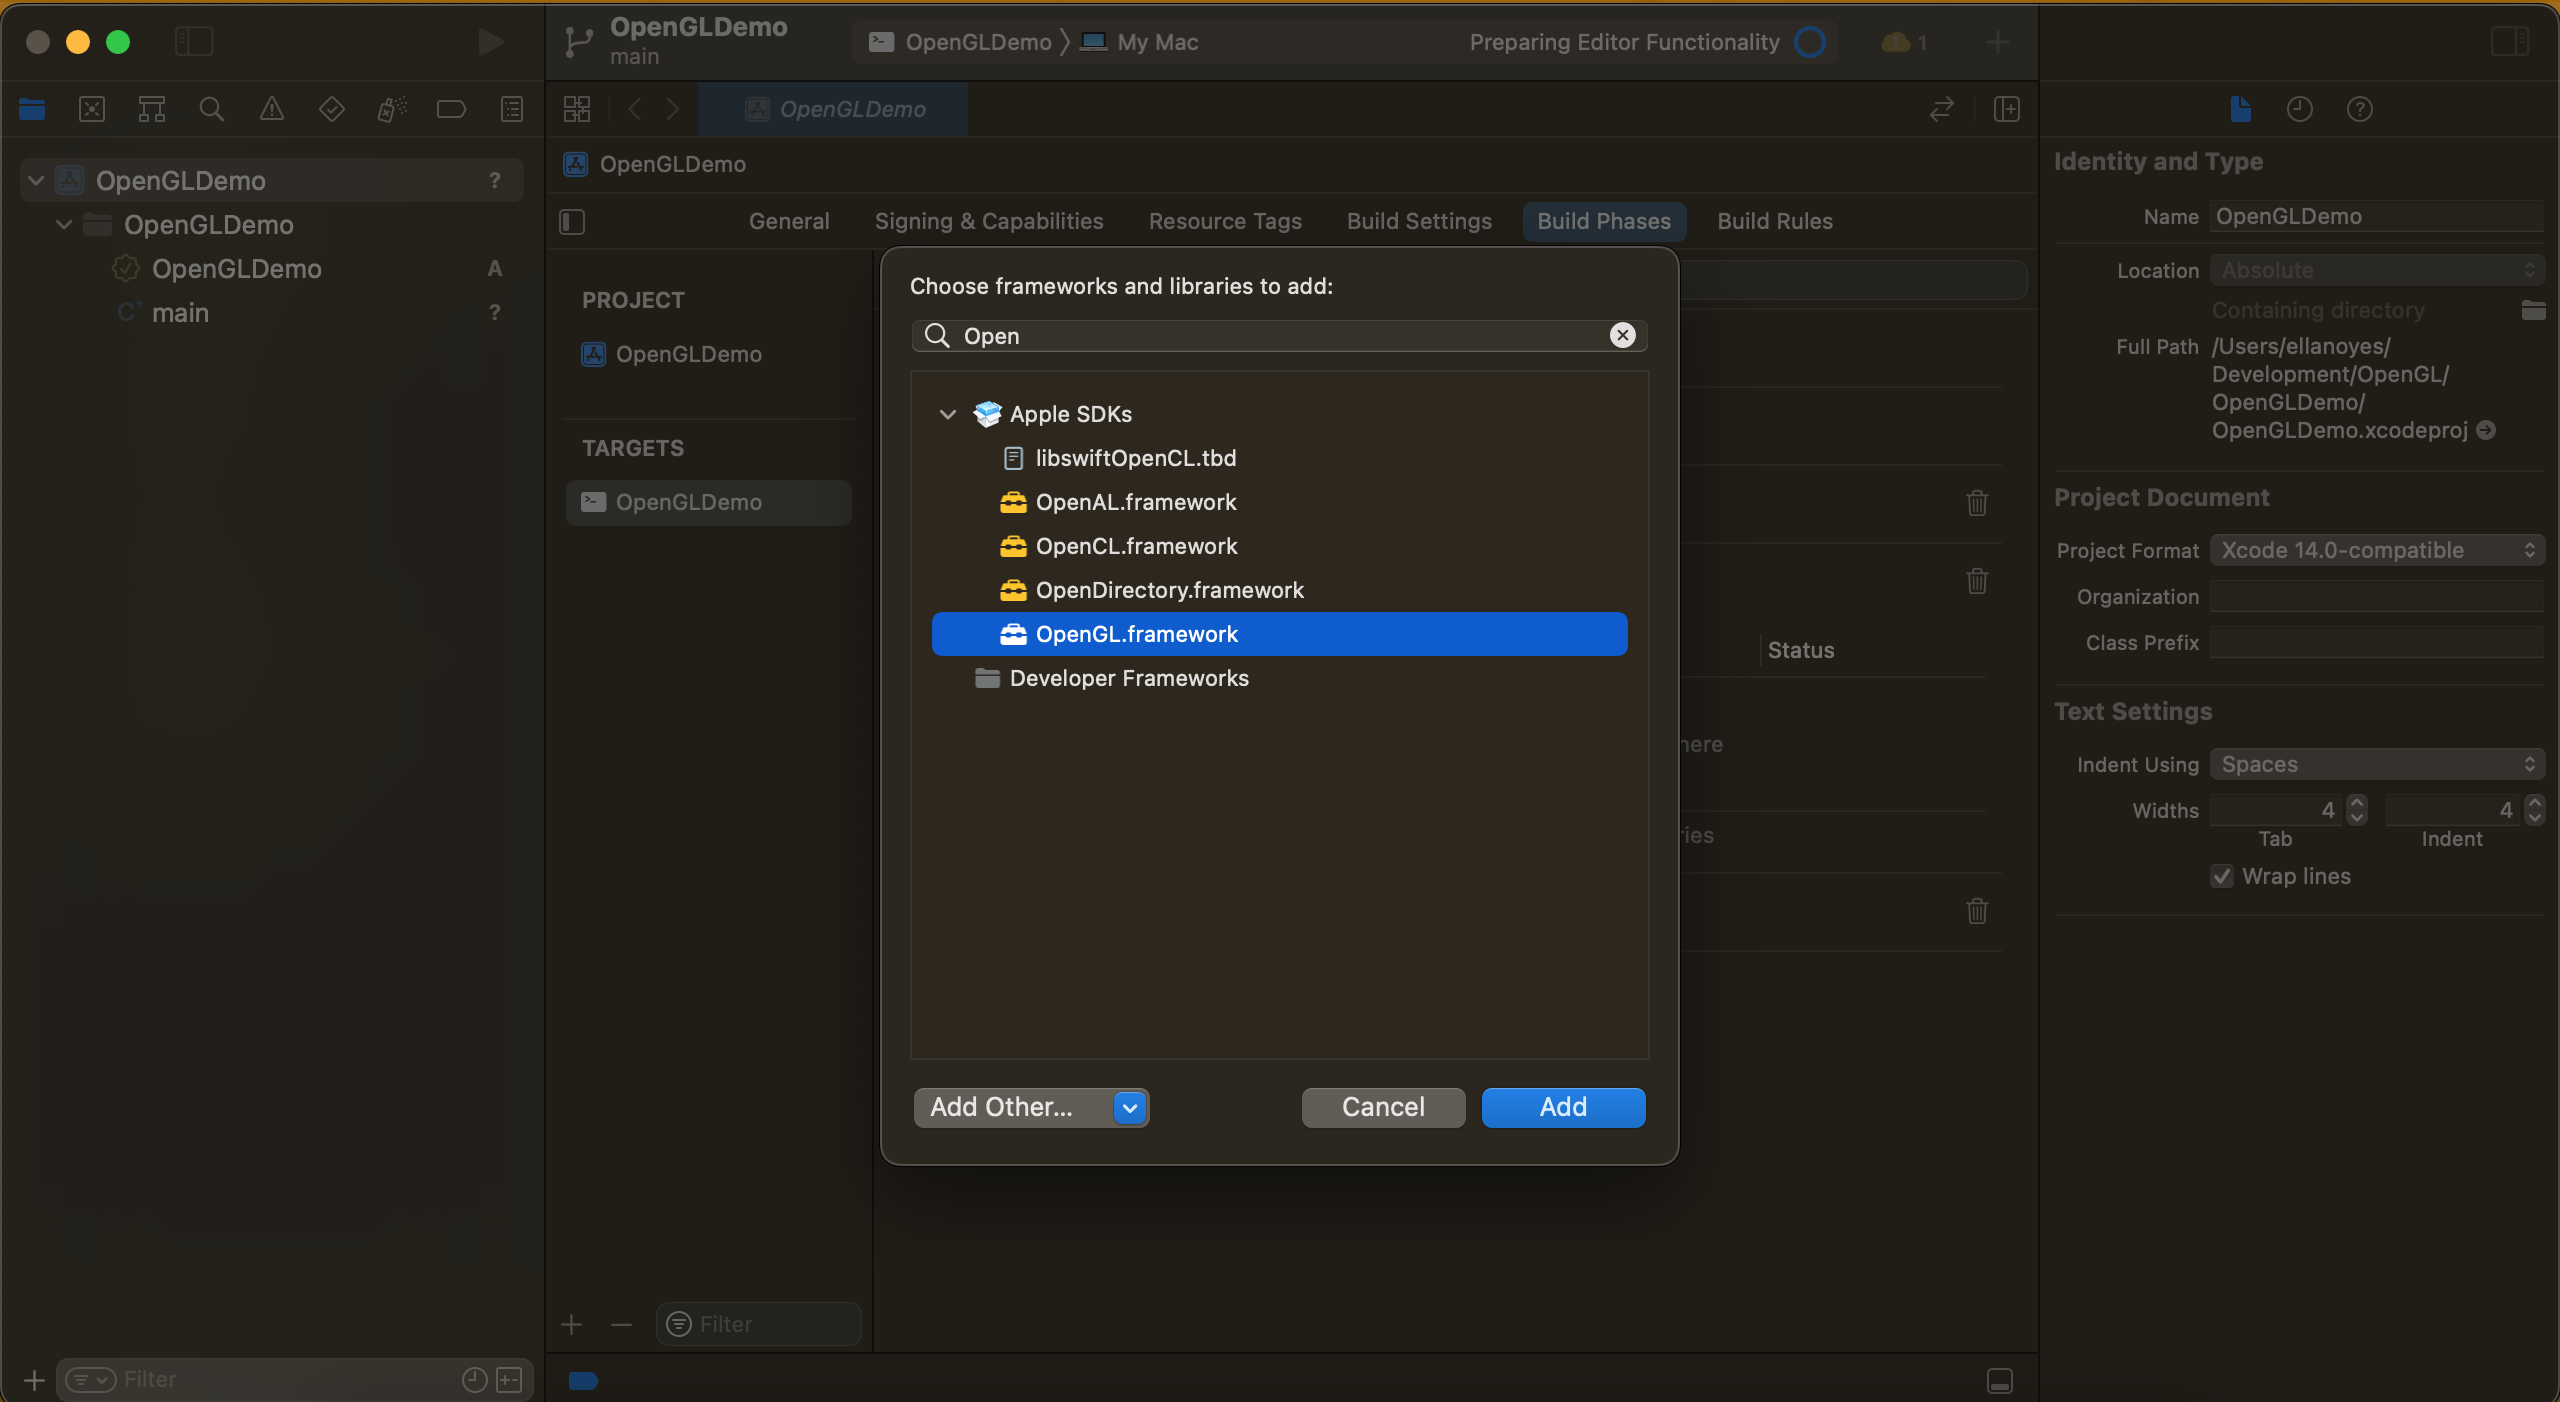 OpenGLDemo
main
OpenGLDemo
My Mac
Preparing Editor Functionality
1
OpenGLDemo
OpenGLDemo
?
OpenGLDemo
OpenGLDemo
A
main
?
OpenGLDemo
General
Signing & Capabilities
Resource Tags
Build Settings
Build Phases
Build Rules
PROJECT
OpenGLDemo
TARGETS
OpenGLDemo
Choose frameworks and libraries to add:
Open
Apple SDKs
libswiftOpenCL.tbd
OpenAL.framework
OpenCL.framework
OpenDirectory.framework
OpenGL.framework
Developer Frameworks
Add Other...
Cancel
Add
Status
here
ries
Filter
Filter
Identity and Type
Name OpenGLDemo
Location Absolute
Containing directory
Full Path /Users/ellanoyes/
Development/OpenGL/
OpenGLDemo/
OpenGLDemo.xcodeproj
Project Document
Project Format Xcode 14.0-compatible
Organization
Class Prefix
Text Settings
Indent Using Spaces
Widths 4 4
Tab Indent
Wrap lines